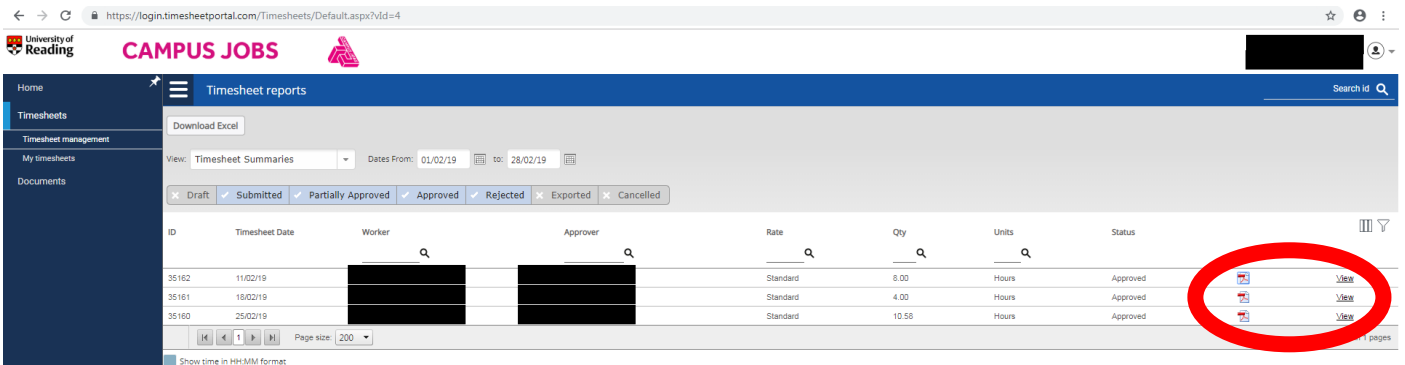 https://login.timesheetportal.com/Timesheets/Default.aspx?vId=4
University of
Reading
CAMPUS JOBS
Home
Timesheet reports
Search id
Timesheets
Download Excel
Timesheet management
My timesheets
View: Timesheet Summaries Dates From: 01/02/19 to: 28/02/19
Documents
Draft Submitted Partially Approved Approved Rejected Exported Cancelled
ID Timesheet Date Worker Approver Rate Qty Units Status
35162 11/02/19 Standard 8.00 Hours Approved View
35161 18/02/19 Standard 4.00 Hours Approved View
35160 25/02/19 Standard 10.58 Hours Approved View
1 Page size: 200 1 pages
Show time in HH:MM format